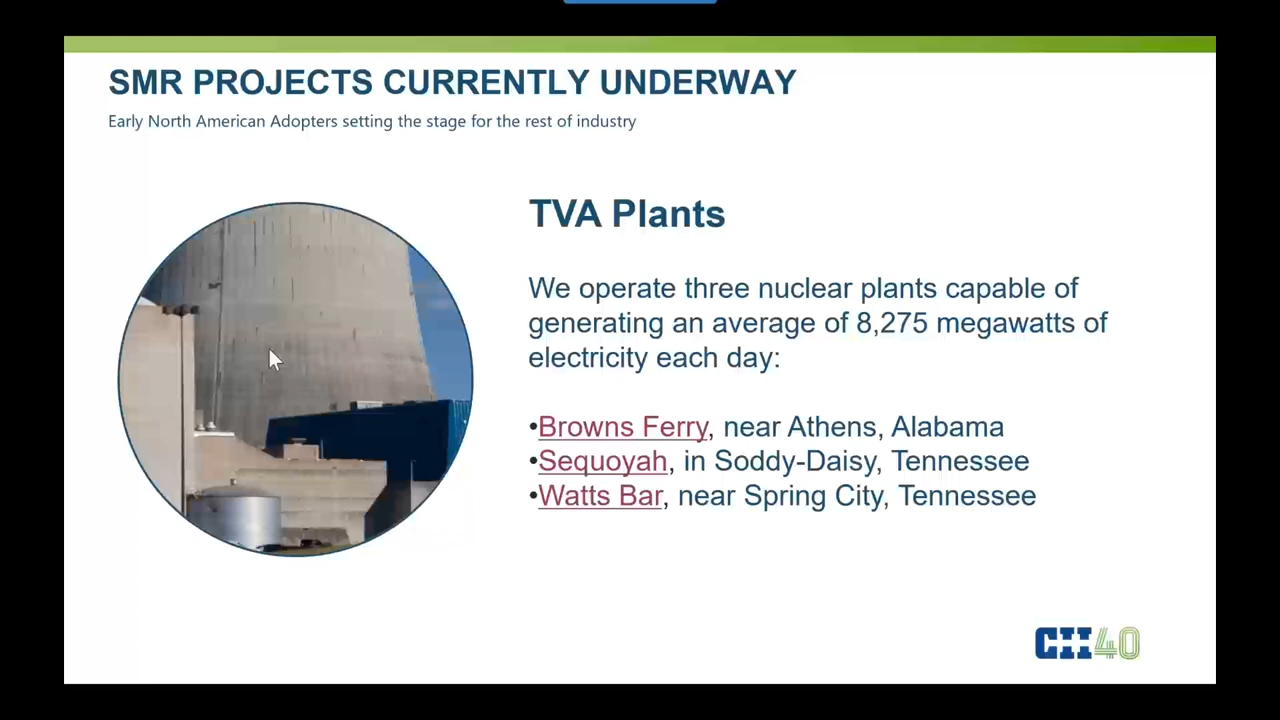 SMR PROJECTS CURRENTLY UNDERWAY
Early North American Adopters setting the stage for the rest of industry
TVA Plants
We operate three nuclear plants capable of
generating an average of 8,275 megawatts of
electricity each day:
•Browns Ferry, near Athens, Alabama
•Sequoyah, in Soddy-Daisy, Tennessee
•Watts Bar, near Spring City, Tennessee
CII40